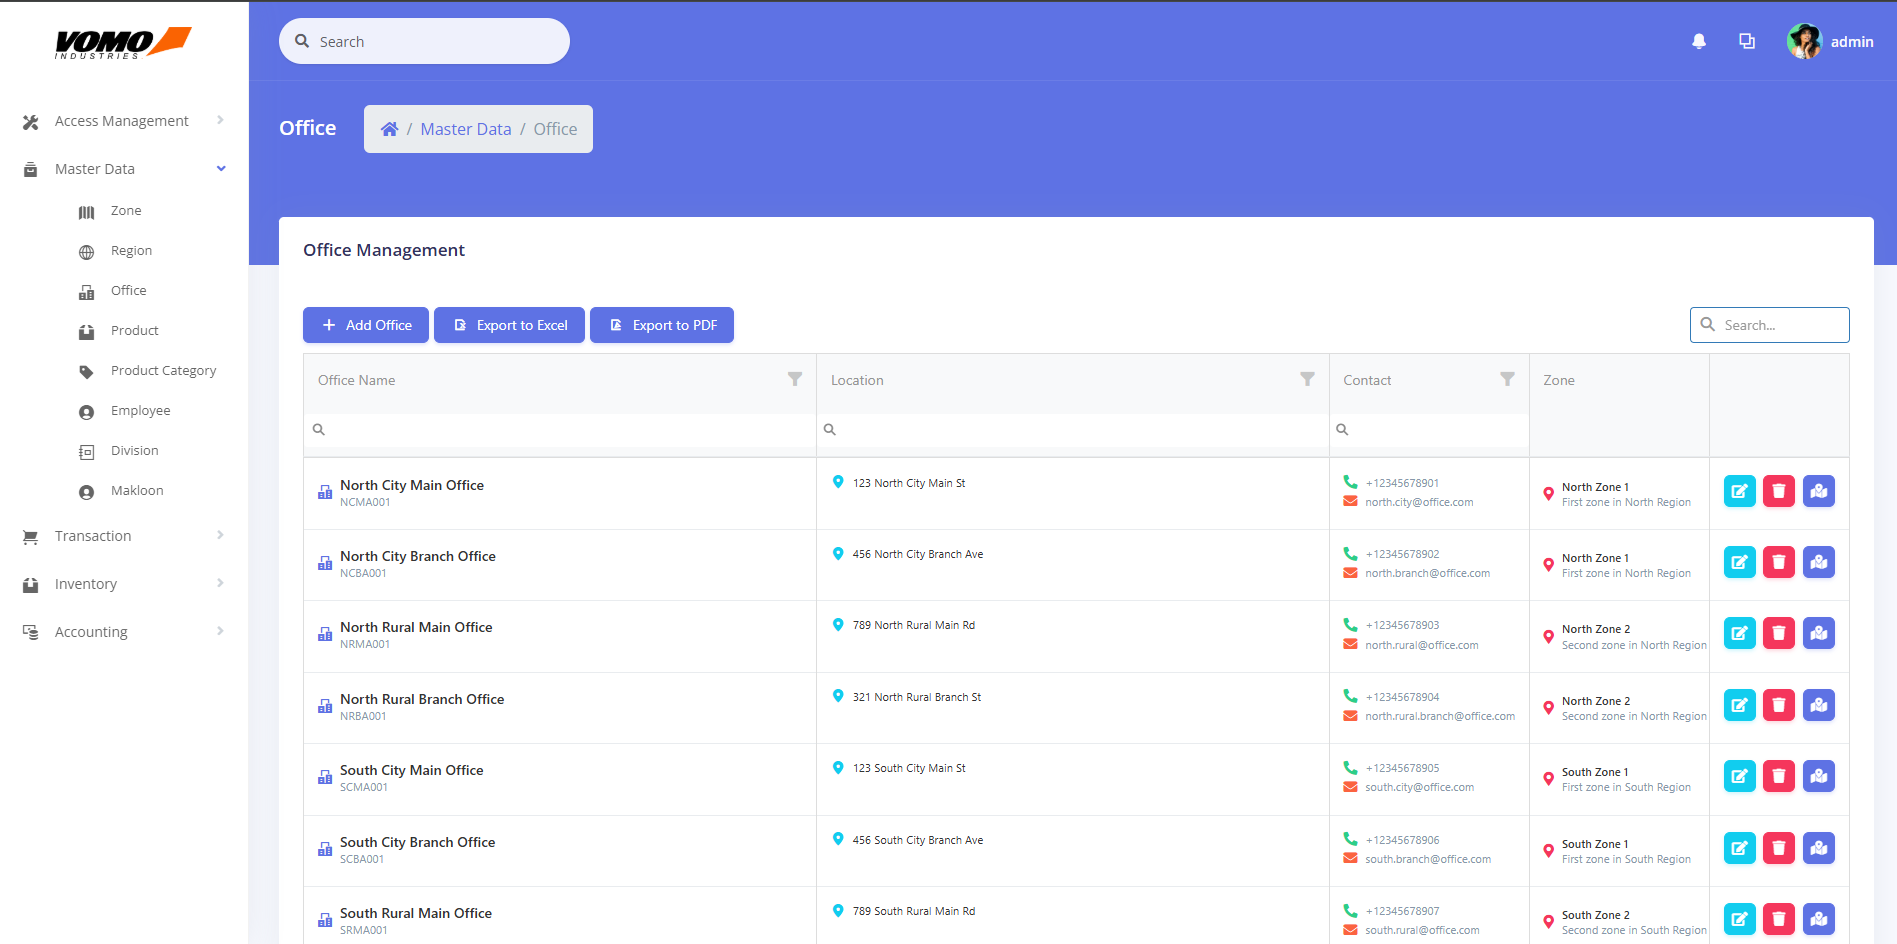 VOMO
INDUSTRIES
Search
admin
Office
/ Master Data / Office
Access Management
Master Data
Zone
Region
Office
Product
Product Category
Employee
Division
Makloon
Transaction
Inventory
Accounting
Office Management
Add Office
Export to Excel
Export to PDF
Search...
Office Name
Location
Contact
Zone
North City Main Office
NCMA001
123 North City Main St
+12345678901
north.city@office.com
North Zone 1
First zone in North Region
North City Branch Office
NCBA001
456 North City Branch Ave
+12345678902
north.branch@office.com
North Zone 1
First zone in North Region
North Rural Main Office
NRMA001
789 North Rural Main Rd
+12345678903
north.rural@office.com
North Zone 2
Second zone in North Region
North Rural Branch Office
NRBA001
321 North Rural Branch St
+12345678904
north.rural.branch@office.com
North Zone 2
Second zone in North Region
South City Main Office
SCMA001
123 South City Main St
+12345678905
south.city@office.com
South Zone 1
First zone in South Region
South City Branch Office
SCBA001
456 South City Branch Ave
+12345678906
south.branch@office.com
South Zone 1
First zone in South Region
South Rural Main Office
SRMA001
789 South Rural Main Rd
+12345678907
south.rural@office.com
South Zone 2
Second zone in South Region